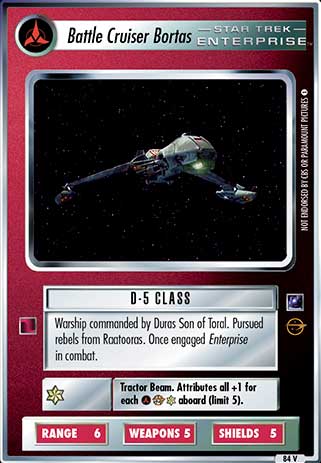 Battle Cruiser Bortas
STAR TREK
ENTERPRISE™
NOT ENDORSED BY CBS OR PARAMOUNT PICTURES
D-5 CLASS
Warship commanded by Duras Son of Toral. Pursued
rebels from Raatooras. Once engaged Enterprise
in combat.
Tractor Beam. Attributes all +1 for
each aboard (limit 5).
RANGE 6
WEAPONS 5
SHIELDS 5
84 V